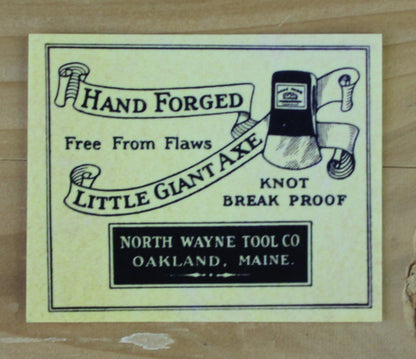 HAND FORGED
Free From Flaws
LITTLE GIANT AXE
KNOT
BREAK PROOF
NORTH WAYNE TOOL CO
OAKLAND, MAINE.